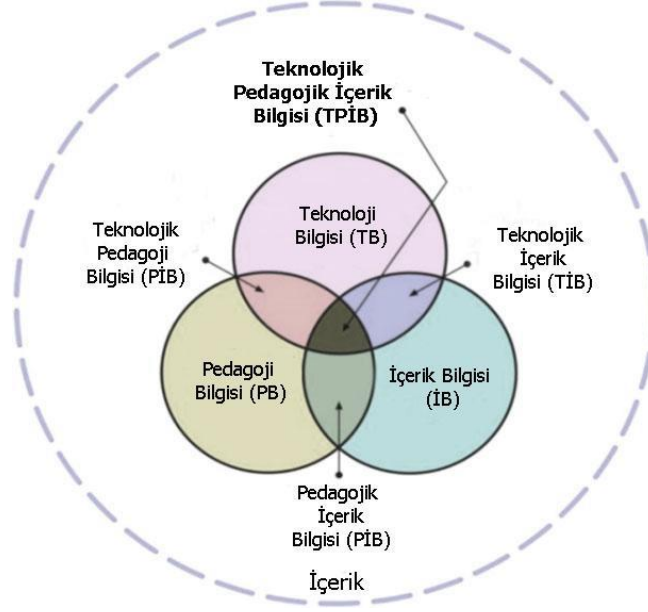 Teknolojik
Pedagojik İçerik
Bilgisi (TPİB)
Teknoloji
Bilgisi (TB)
Teknolojik
Pedagoji
Bilgisi (PİB)
Teknolojik
İçerik
Bilgisi (TİB)
Pedagoji
Bilgisi (PB)
İçerik Bilgisi
(İB)
Pedagojik
İçerik
Bilgisi (PİB)
İçerik